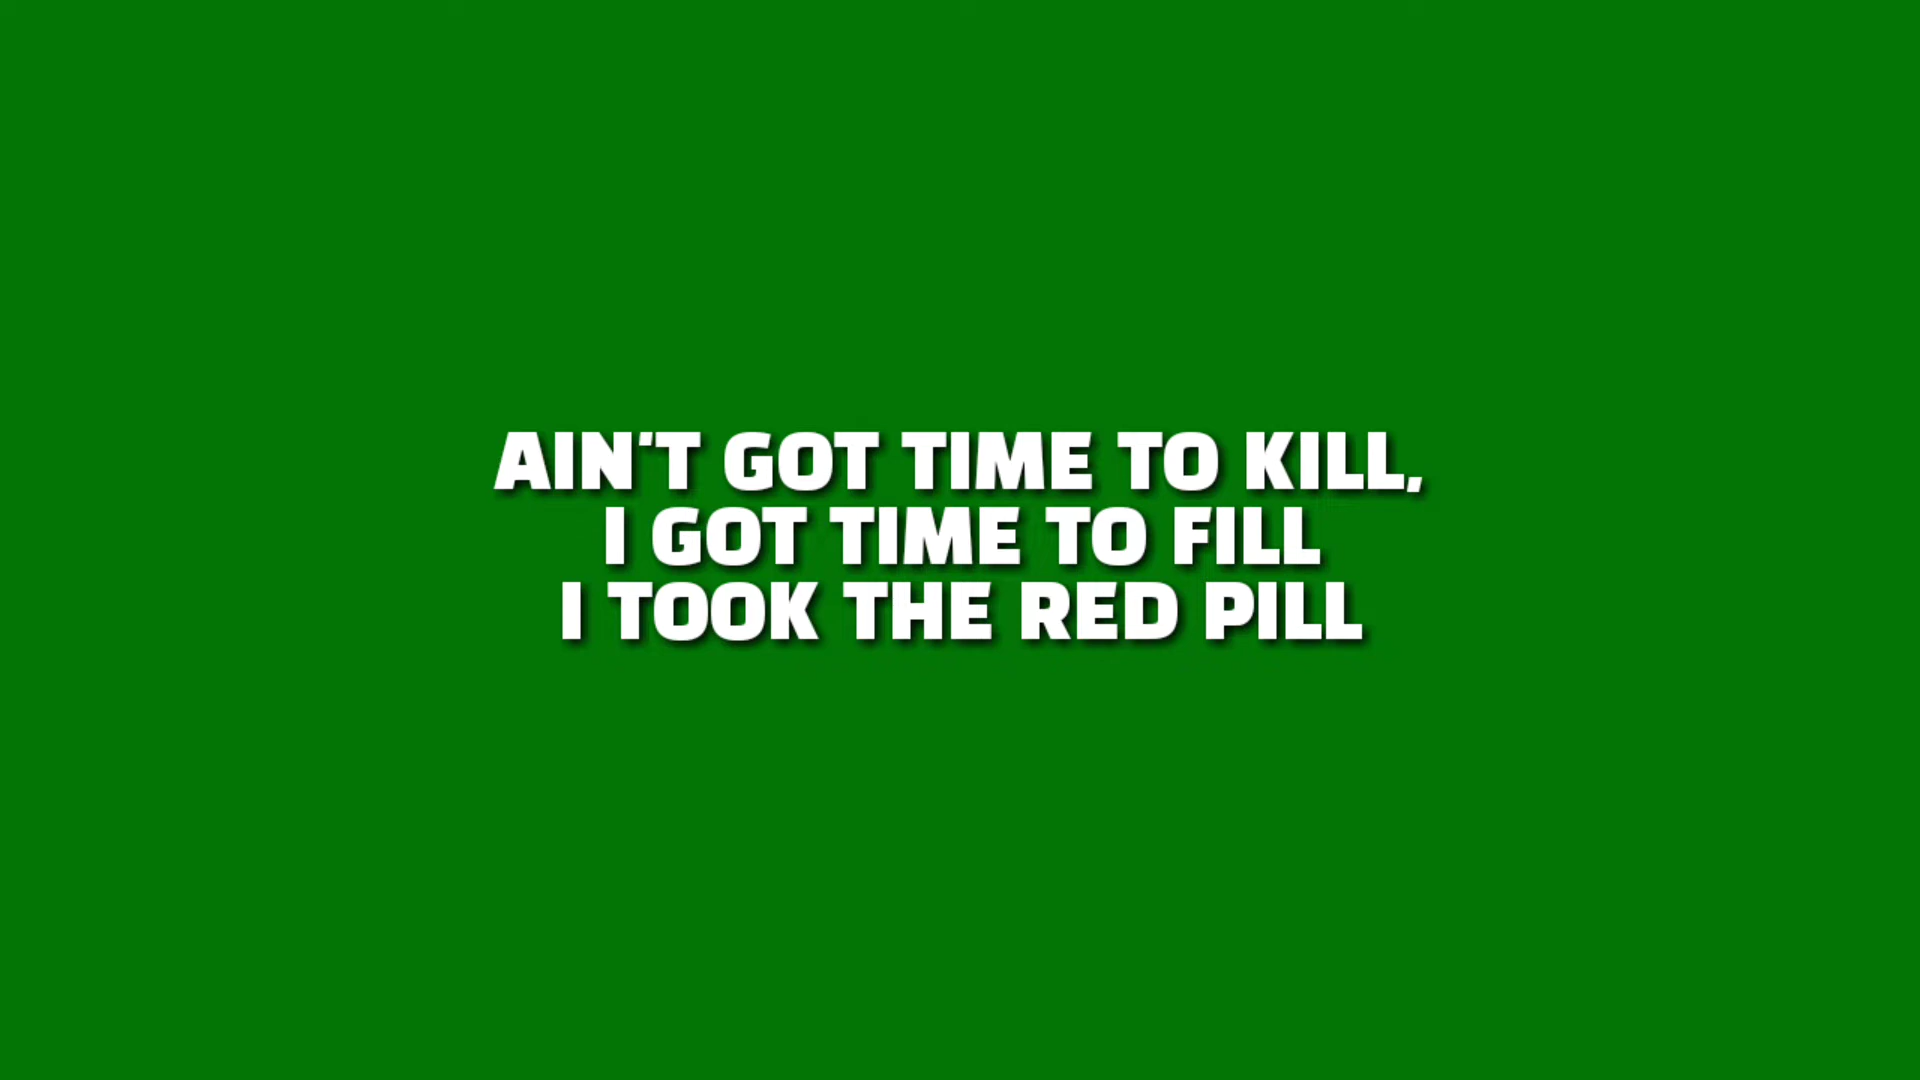 AIN'T GOT TIME TO KILL,
I GOT TIME TO FILL
I TOOK THE RED PILL